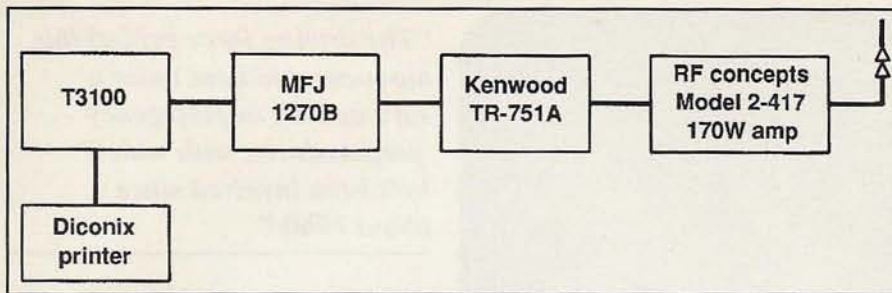 T3100
MFJ
1270B
Kenwood
TR-751A
RF concepts
Model 2-417
170W amp
Diconix
printer